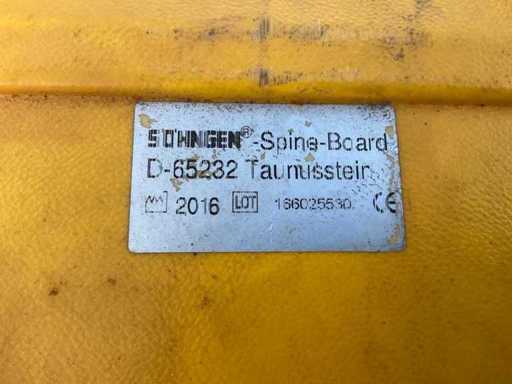 SÖHNGEN®-Spine-Board
D-65232 Taunusstein
2016 LOT 166025530 CE